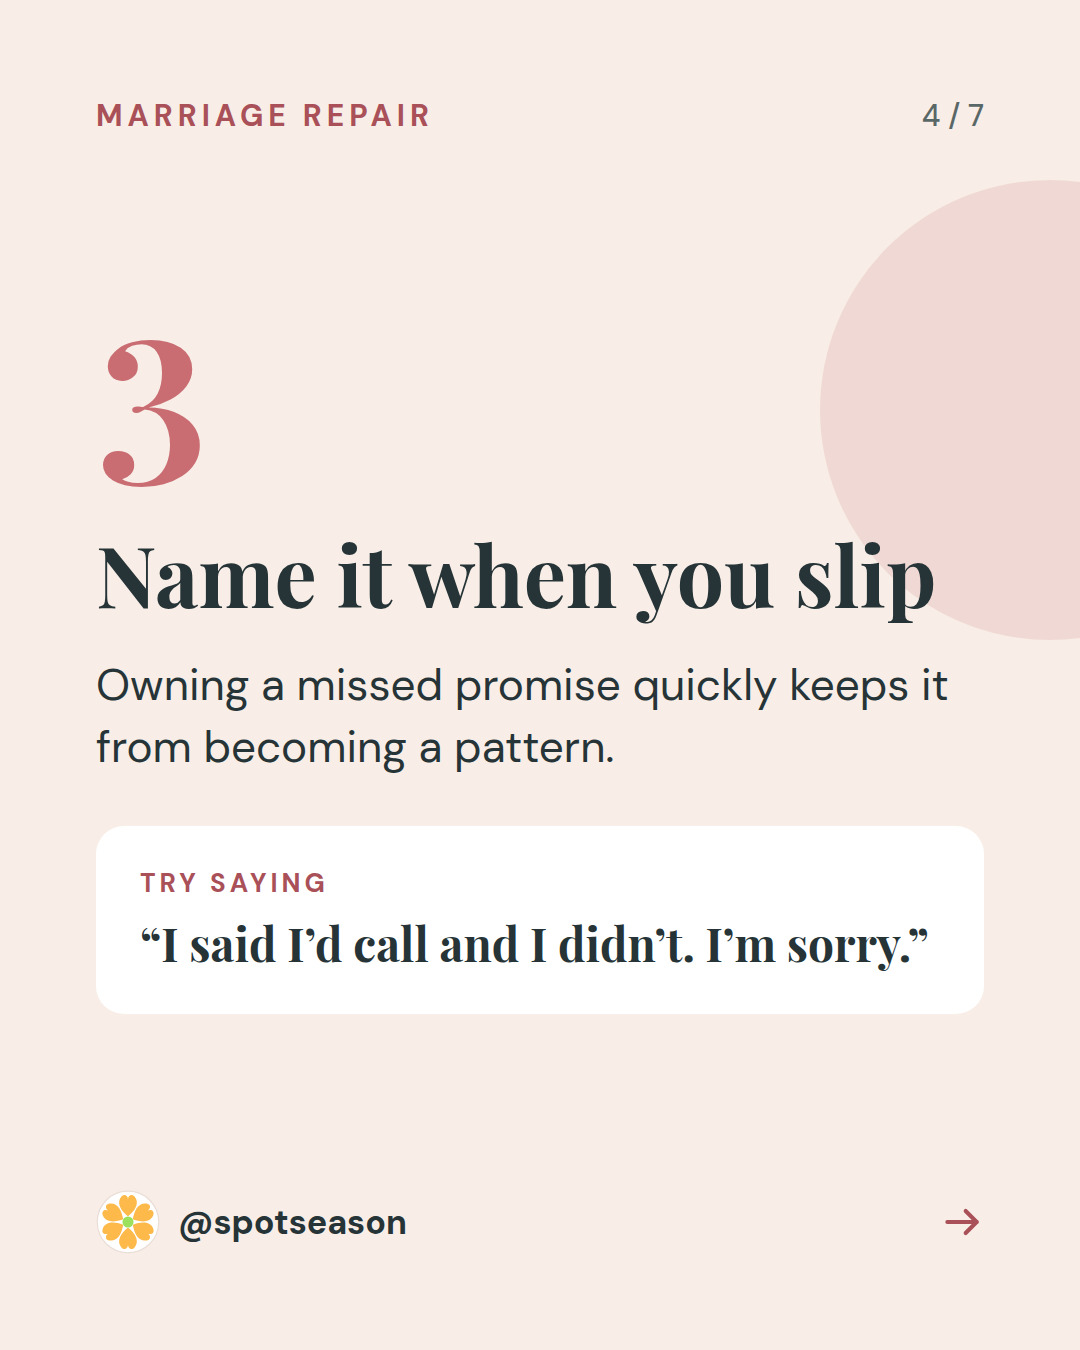 MARRIAGE REPAIR
4 / 7
3
Name it when you slip
Owning a missed promise quickly keeps it
from becoming a pattern.
TRY SAYING
“I said I’d call and I didn’t. I’m sorry.”
@spotseason